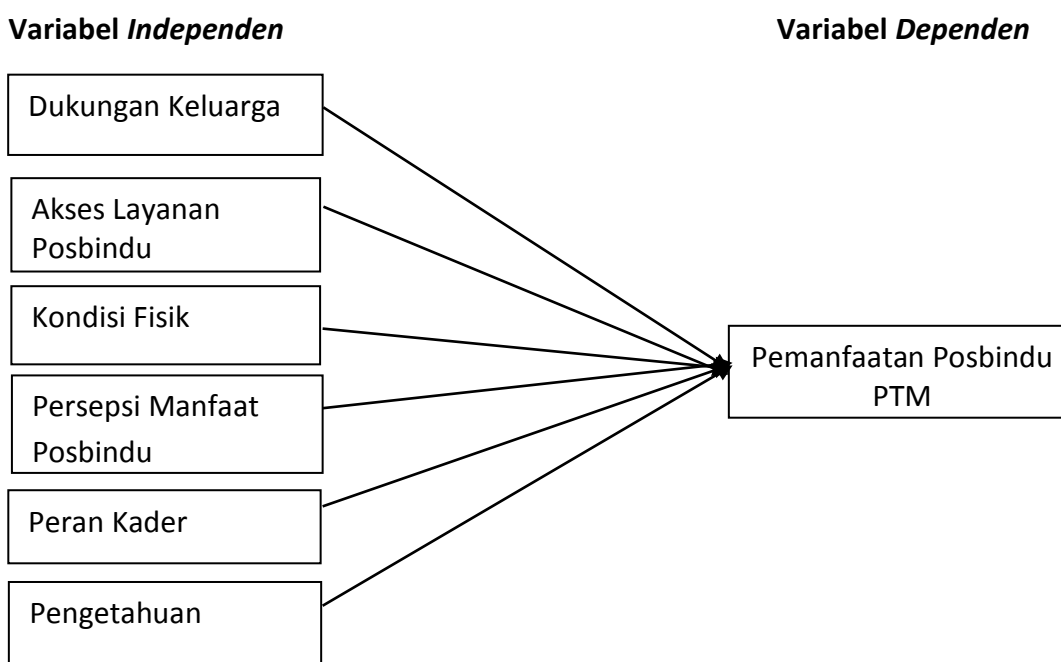 Variabel Independen
Variabel Dependen
Dukungan Keluarga
Akses Layanan
Posbindu
Kondisi Fisik
Persepsi Manfaat
Posbindu
Peran Kader
Pengetahuan
Pemanfaatan Posbindu
PTM